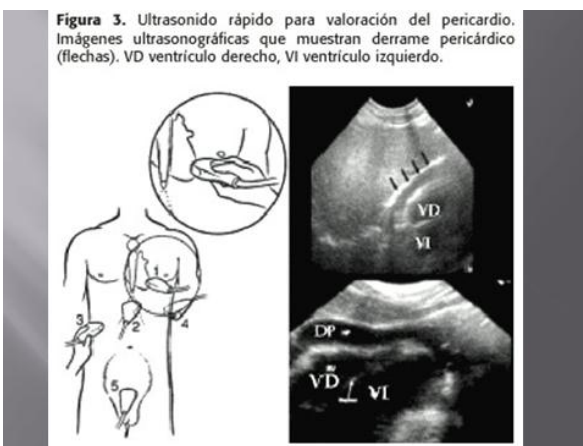 Figura 3. Ultrasonido rápido para valoración del pericardio.
Imágenes ultrasonográficas que muestran derrame pericárdico
(flechas). VD ventrículo derecho, VI ventrículo izquierdo.
VD
VI
1
2
3
4
5
DP
VD
VI